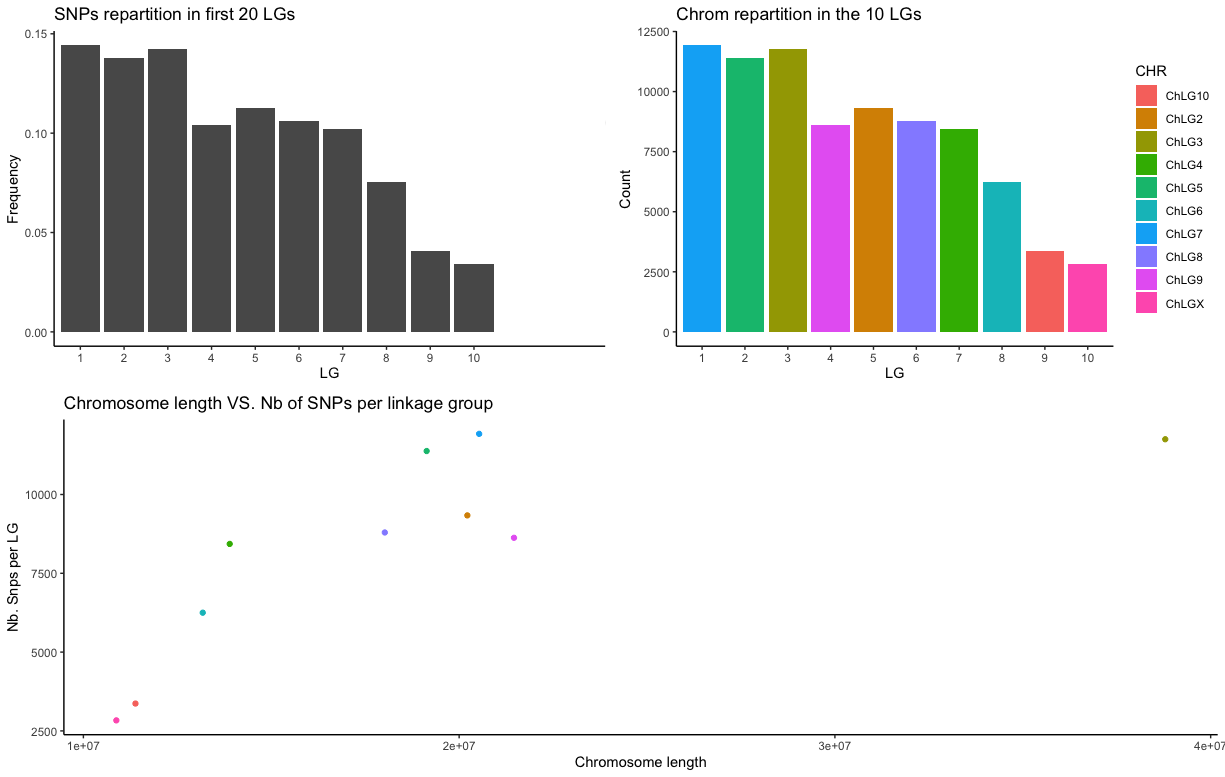 SNPs repartition in first 20 LGs
0.15
0.10
0.05
0.00
Frequency
1 2 3 4 5 6 7 8 9 10
LG
Chrom repartition in the 10 LGs
12500
10000
7500
5000
2500
0
Count
1 2 3 4 5 6 7 8 9 10
LG
CHR
ChLG10
ChLG2
ChLG3
ChLG4
ChLG5
ChLG6
ChLG7
ChLG8
ChLG9
ChLGX
Chromosome length VS. Nb of SNPs per linkage group
10000
7500
5000
2500
Nb. Snps per LG
1e+07 2e+07 3e+07 4e+07
Chromosome length